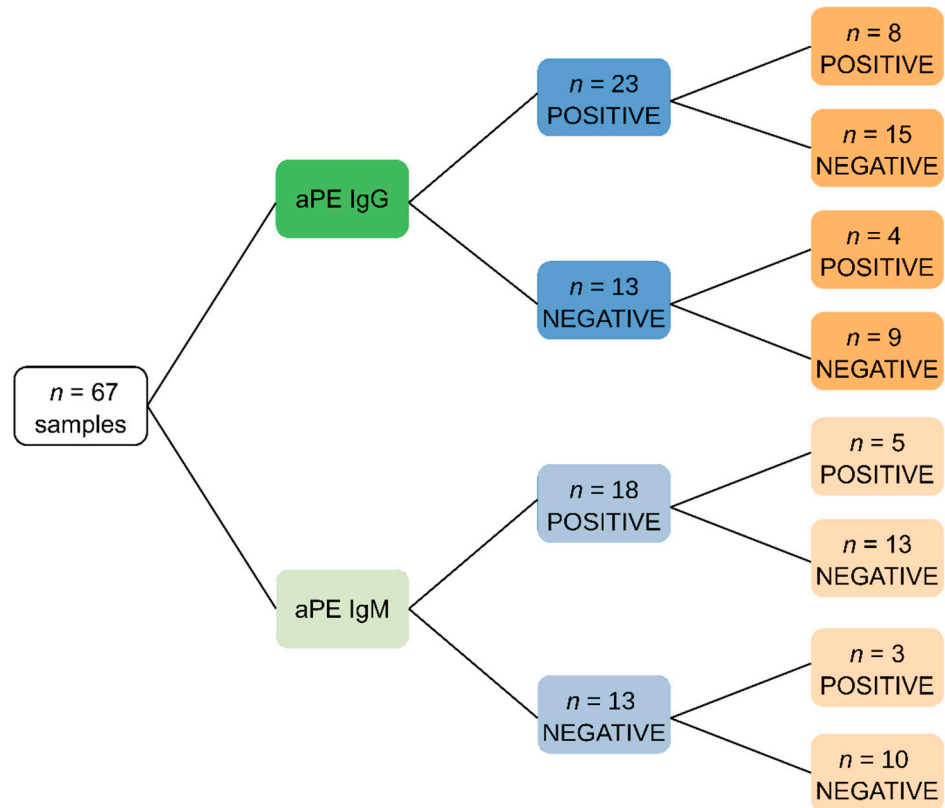 n = 67
samples
aPE IgG
aPE IgM
n = 23
POSITIVE
n = 13
NEGATIVE
n = 18
POSITIVE
n = 13
NEGATIVE
n = 8
POSITIVE
n = 15
NEGATIVE
n = 4
POSITIVE
n = 9
NEGATIVE
n = 5
POSITIVE
n = 13
NEGATIVE
n = 3
POSITIVE
n = 10
NEGATIVE